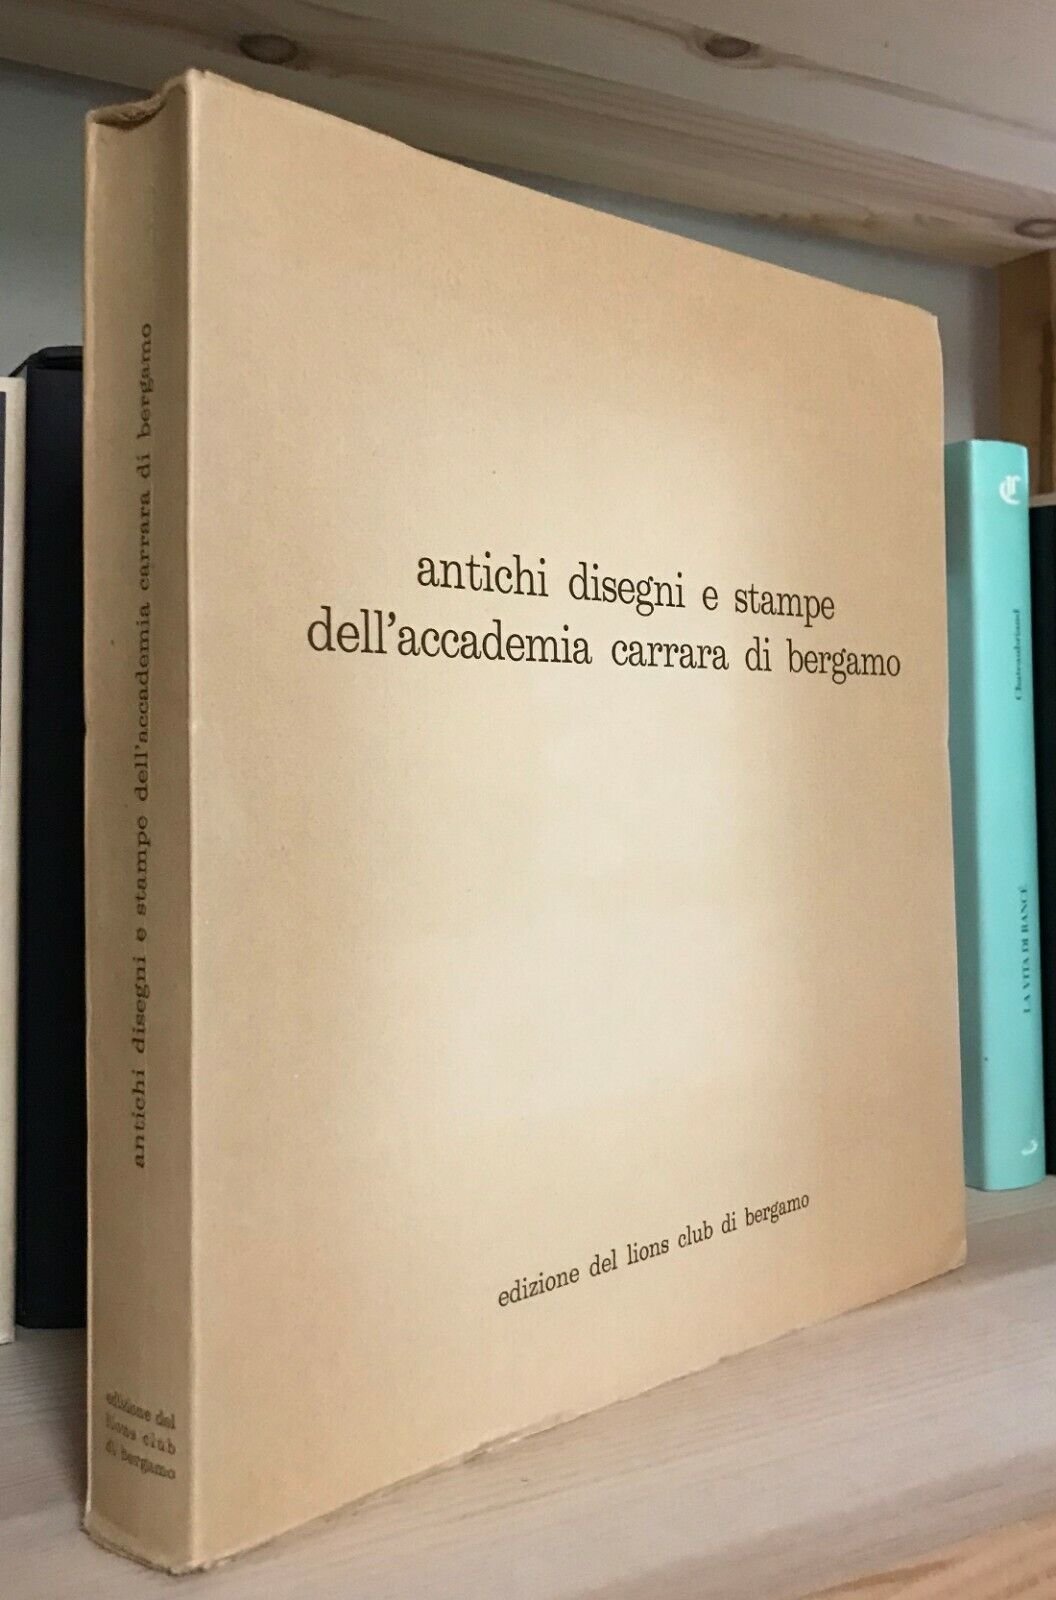 antichi disegni e stampe
dell'accademia carrara di bergamo
edizione del lions club di bergamo
antichi disegni e stampe dell'accademia carrara di bergamo
edizione del
lions club
di bergamo
Chateaubriand
LA VITA DI RANCÉ